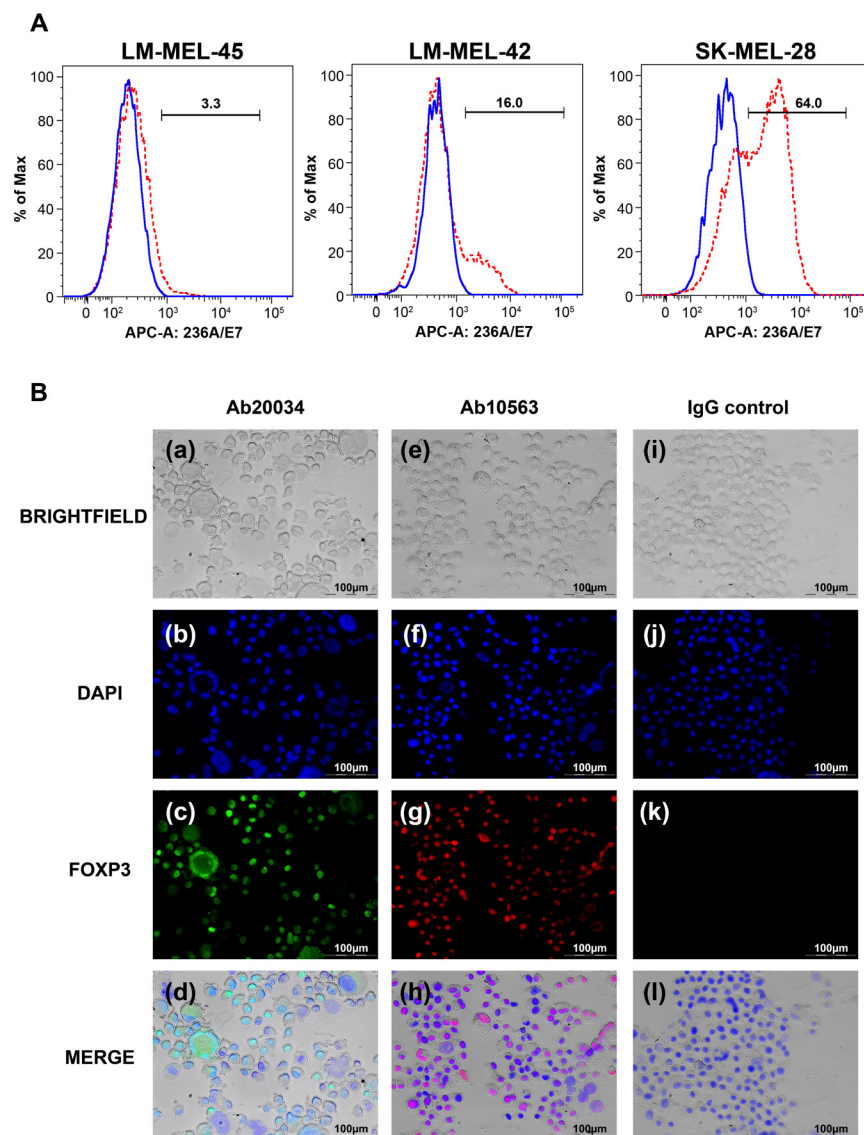 A
LM-MEL-45 LM-MEL-42 SK-MEL-28
% of Max
100
80
60
40
20
0
3.3
0 10² 10³ 10⁴ 10⁵
APC-A: 236A/E7
% of Max
100
80
60
40
20
0
16.0
0 10² 10³ 10⁴ 10⁵
APC-A: 236A/E7
% of Max
100
80
60
40
20
0
64.0
0 10² 10³ 10⁴ 10⁵
APC-A: 236A/E7
B
Ab20034 Ab10563 IgG control
BRIGHTFIELD
(a) 100µm
(e) 100µm
(i) 100µm
DAPI
(b) 100µm
(f) 100µm
(j) 100µm
FOXP3
(c) 100µm
(g) 100µm
(k) 100µm
MERGE
(d) 100µm
(h) 100µm
(l) 100µm